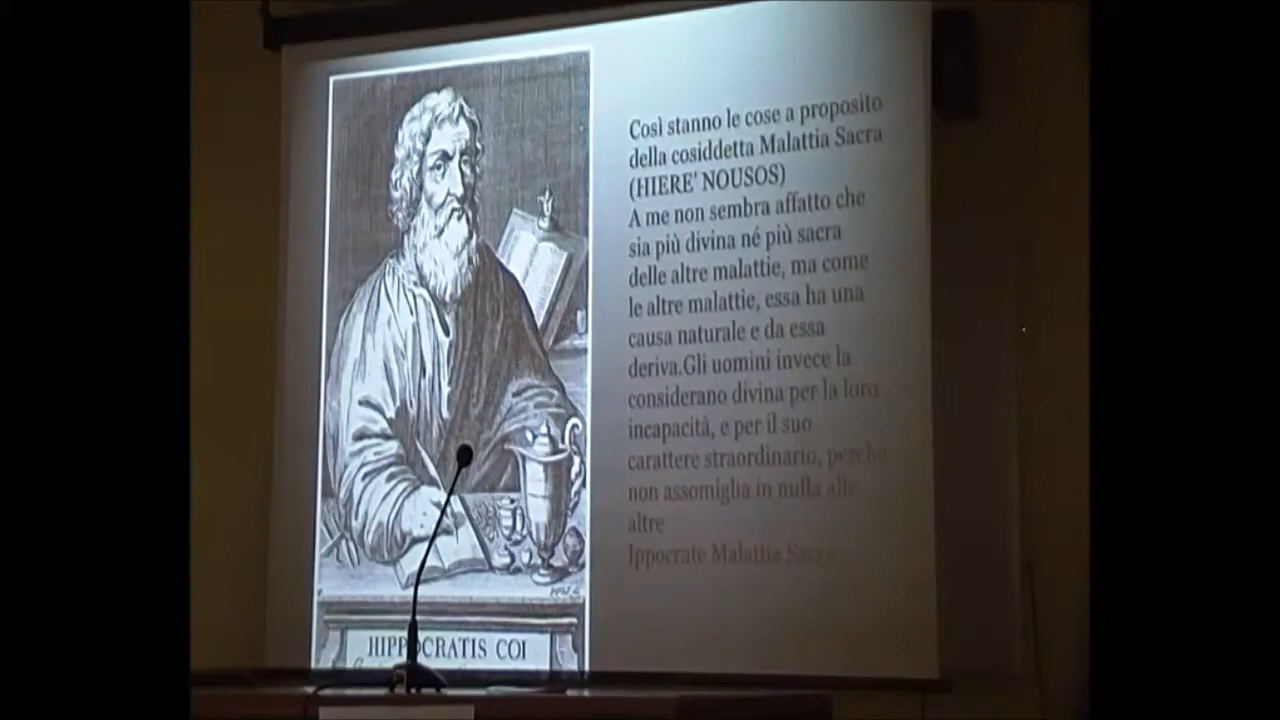 Così stanno le cose a proposito
della cosiddetta Malattia Sacra
(HIERE' NOUSOS)
A me non sembra affatto che
sia più divina né più sacra
delle altre malattie, ma come
le altre malattie, essa ha una
causa naturale e da essa
deriva.Gli uomini invece la
considerano divina per la loro
incapacità, e per il suo
carattere straordinario, perché
non assomiglia in nulla alle
altre
Ippocrate Malattia Sacra
HIPPOCRATIS COI